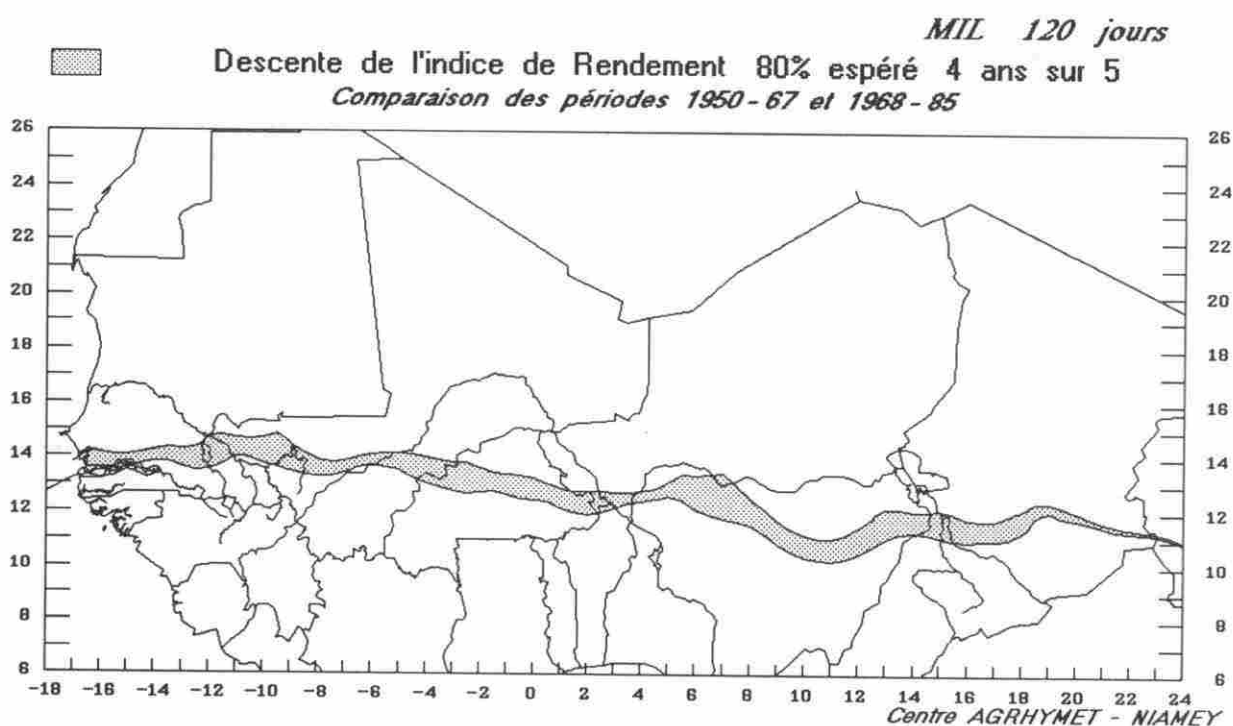 MIL 120 jours
Descente de l'indice de Rendement 80% espéré 4 ans sur 5
Comparaison des périodes 1950-67 et 1968-85
26 26
24 24
22 22
20 20
18 18
16 16
14 14
12 12
10 10
8 8
6 6
-18 -16 -14 -12 -10 -8 -6 -4 -2 0 2 4 6 8 10 12 14 16 18 20 22 24
Centre AGRHYMET - NIAMEY